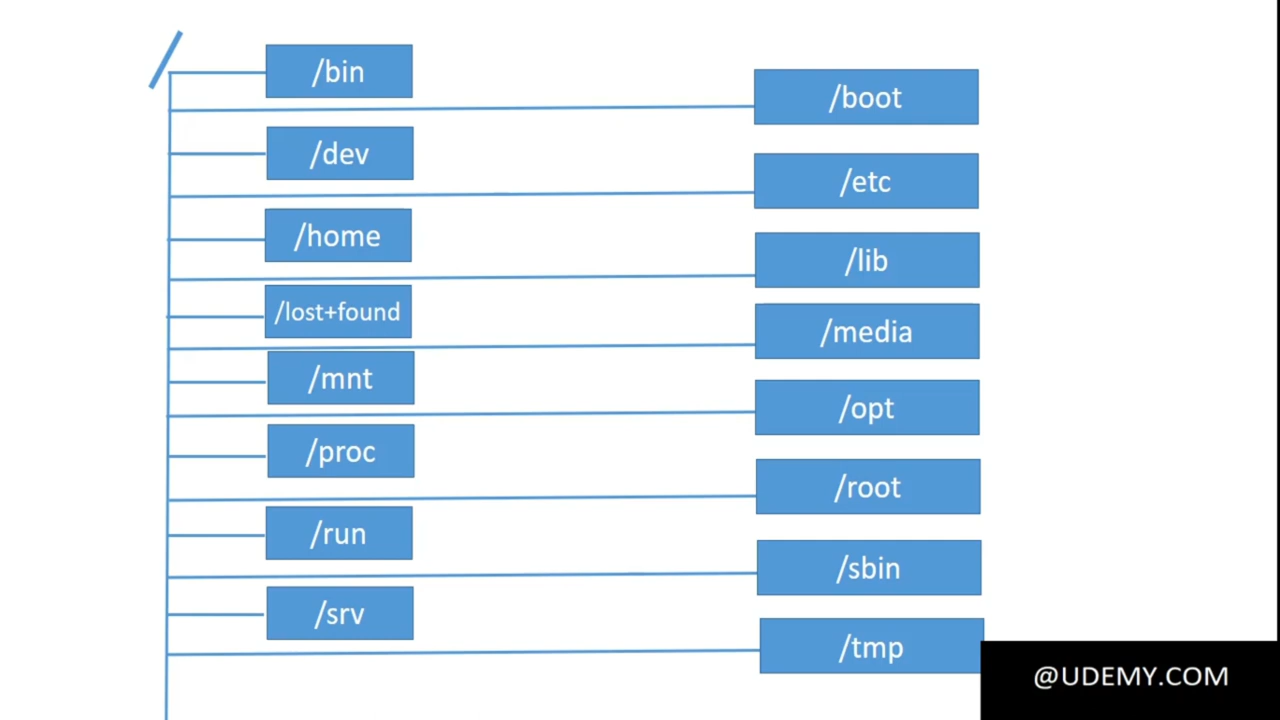 /bin
/boot
/dev
/etc
/home
/lib
/lost+found
/media
/mnt
/opt
/proc
/root
/run
/sbin
/srv
/tmp
@UDEMY.COM